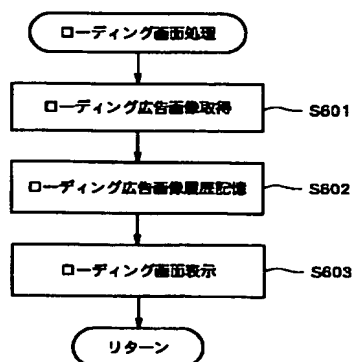 ローディング画面処理
ローディング広告画像取得
S601
ローディング広告画像履歴記憶
S602
ローディング画面表示
S603
リターン